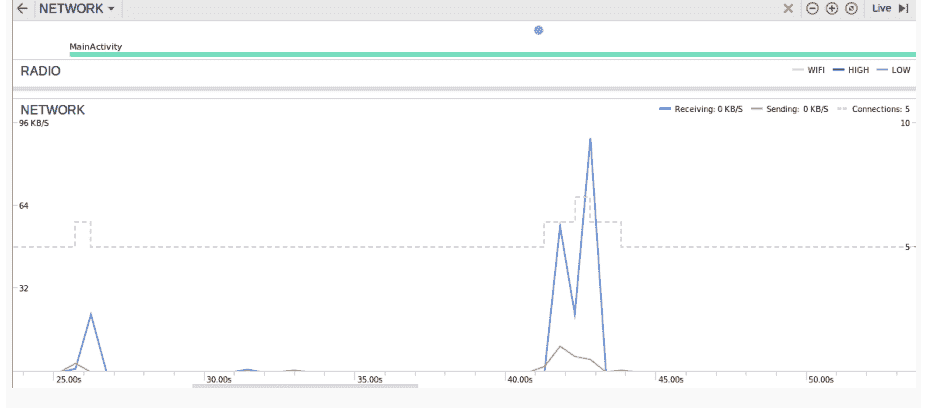 NETWORK
Live
MainActivity
RADIO
WIFI HIGH LOW
NETWORK
Receiving: 0 KB/S Sending: 0 KB/S Connections: 5
96 KB/S
10
64
5
32
25.00s 30.00s 35.00s 40.00s 45.00s 50.00s